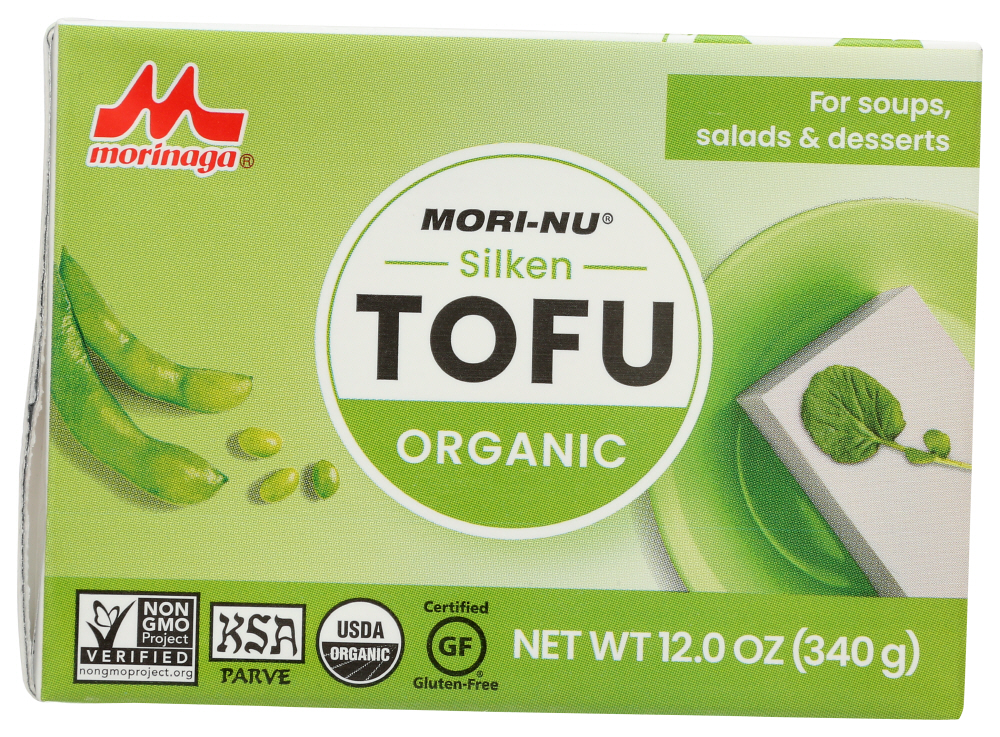 morinaga®
For soups,
salads & desserts
MORI-NU®
Silken
TOFU
ORGANIC
NON
GMO
Project
VERIFIED
nongmoproject.org
KSA
PARVE
USDA
ORGANIC
Certified
GF
®
Gluten-Free
NET WT 12.0 OZ (340 g)